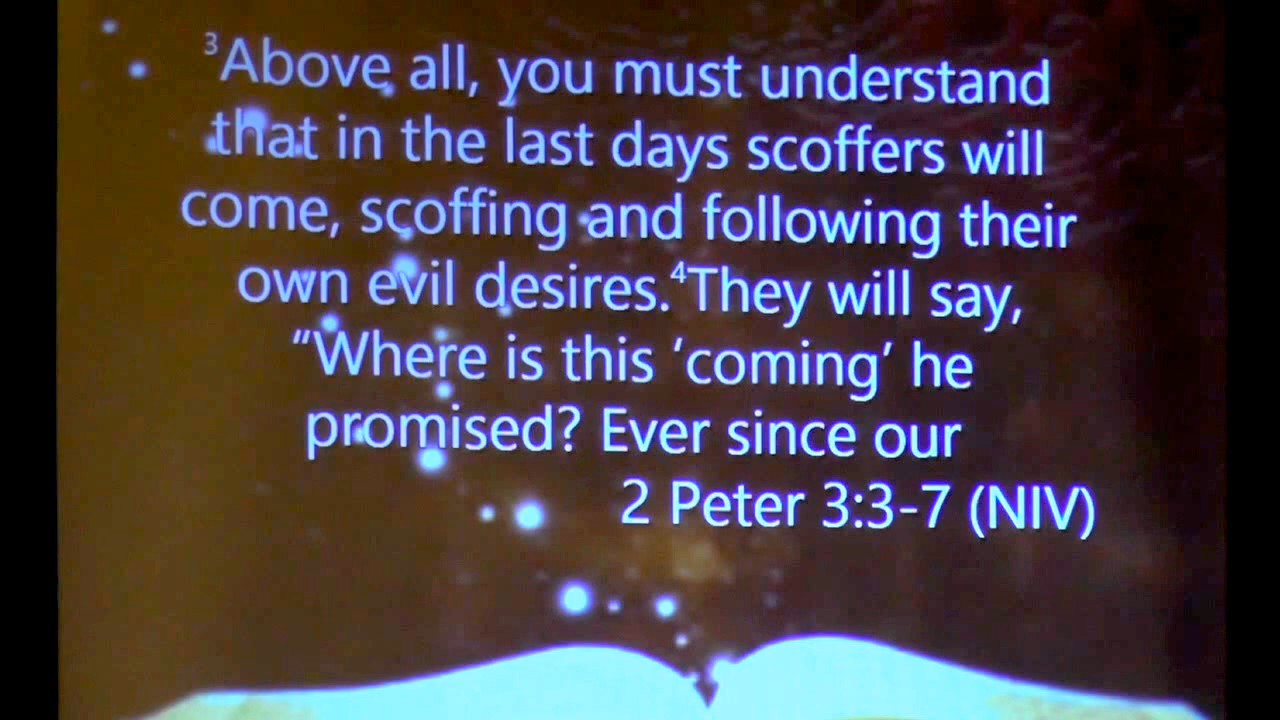 ³Above all, you must understand
that in the last days scoffers will
come, scoffing and following their
own evil desires.⁴They will say,
“Where is this ‘coming’ he
promised? Ever since our
2 Peter 3:3-7 (NIV)